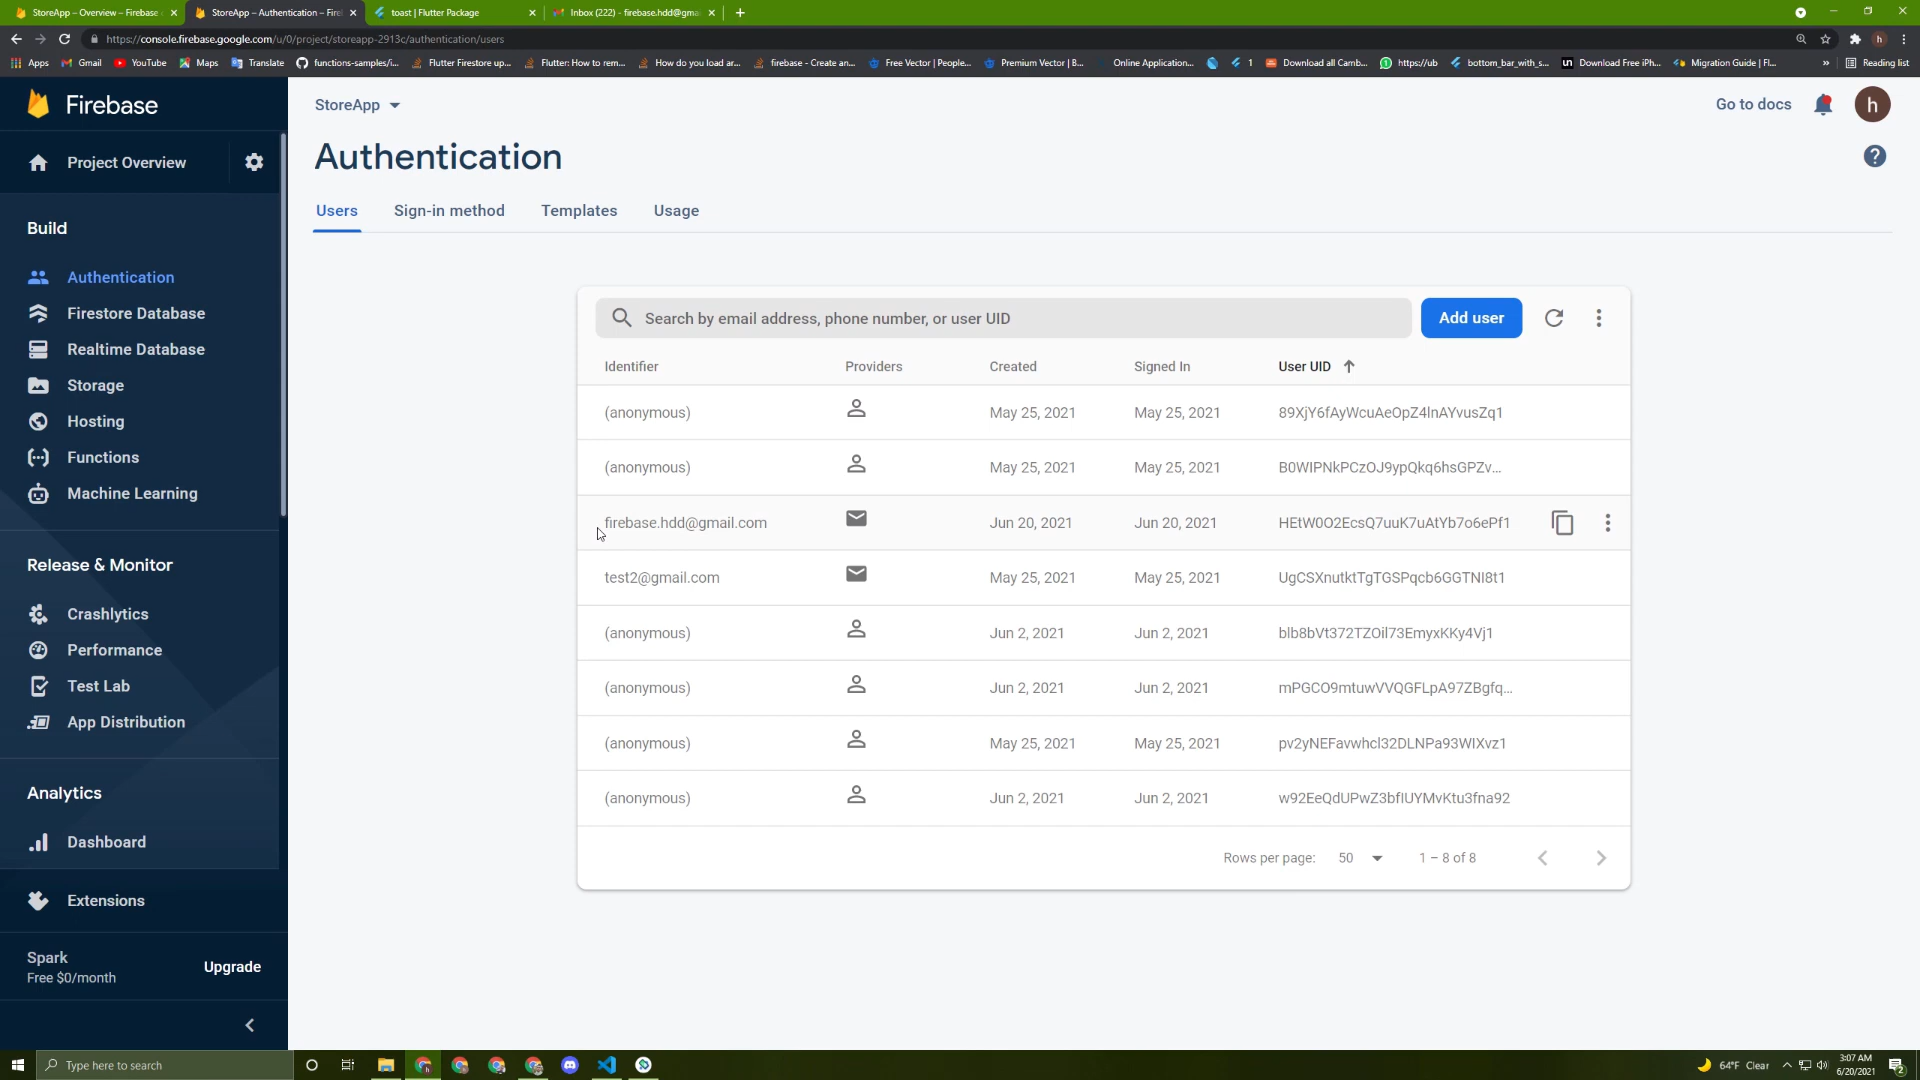 StoreApp – Overview – Firebase
StoreApp – Authentication – Fire
toast | Flutter Package
Inbox (222) - firebase.hdd@gma
https://console.firebase.google.com/u/0/project/storeapp-2913c/authentication/users
Apps
Gmail
YouTube
Maps
Translate
functions-samples/i...
Flutter Firestore up...
Flutter: How to rem...
How do you load ar...
firebase - Create an...
Free Vector | People...
Premium Vector | B...
Online Application...
1
Download all Camb...
https://ub
bottom_bar_with_s...
Download Free iPh...
Migration Guide | Fl...
»
Reading list
Firebase
StoreApp
Go to docs
h
Project Overview
Authentication
Users
Sign-in method
Templates
Usage
Build
Authentication
Firestore Database
Realtime Database
Storage
Hosting
Functions
Machine Learning
Release & Monitor
Crashlytics
Performance
Test Lab
App Distribution
Analytics
Dashboard
Extensions
Spark
Free $0/month
Upgrade
Search by email address, phone number, or user UID
Add user
Identifier Providers Created Signed In User UID
(anonymous) May 25, 2021 May 25, 2021 89XjY6fAyWcuAeOpZ4lnAYvusZq1
(anonymous) May 25, 2021 May 25, 2021 B0WIPNkPCzOJ9ypQkq6hsGPZv...
firebase.hdd@gmail.com Jun 20, 2021 Jun 20, 2021 HEtW0O2EcsQ7uuK7uAtYb7o6ePf1
test2@gmail.com May 25, 2021 May 25, 2021 UgCSXnutktTgTGSPqcb6GGTNI8t1
(anonymous) Jun 2, 2021 Jun 2, 2021 blb8bVt372TZOil73EmyxKKy4Vj1
(anonymous) Jun 2, 2021 Jun 2, 2021 mPGCO9mtuwVVQGFLpA97ZBgfq...
(anonymous) May 25, 2021 May 25, 2021 pv2yNEFavwhcl32DLNPa93WIXvz1
(anonymous) Jun 2, 2021 Jun 2, 2021 w92EeQdUPwZ3bfIUYMvKtu3fna92
Rows per page: 50 1 – 8 of 8
Type here to search
64°F Clear
3:07 AM
6/20/2021
2